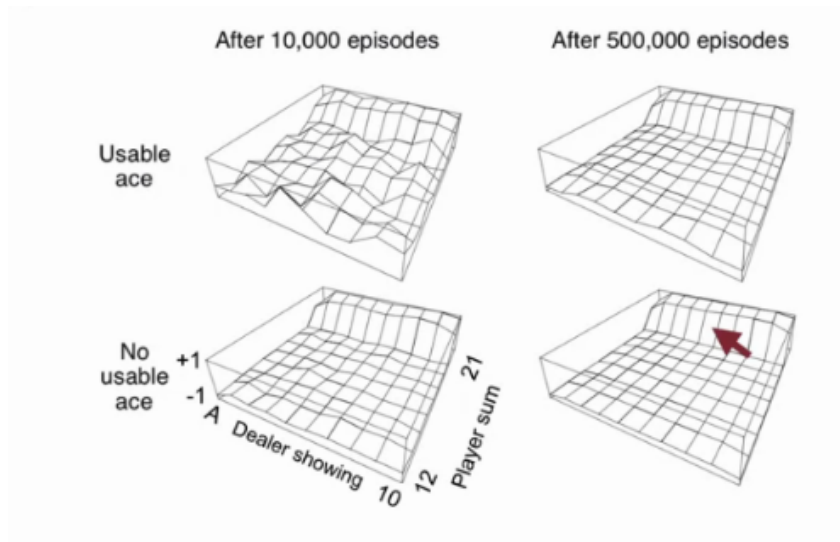 After 10,000 episodes
After 500,000 episodes
Usable
ace
No
usable
ace
+1
-1
A
Dealer showing
10
12
Player sum
21